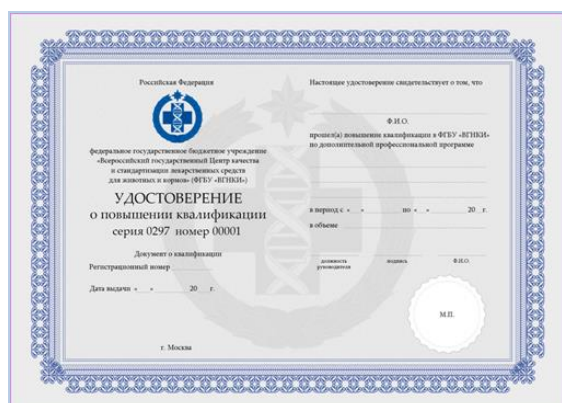 Российская Федерация
федеральное государственное бюджетное учреждение
«Всероссийский государственный Центр качества
и стандартизации лекарственных средств
для животных и кормов» (ФГБУ «ВГНКИ»)
УДОСТОВЕРЕНИЕ
о повышении квалификации
серия 0297 номер 00001
Документ о квалификации
Регистрационный номер
Дата выдачи « » 20 г.
г. Москва
Настоящее удостоверение свидетельствует о том, что
Ф.И.О.
прошел(а) повышение квалификации в ФГБУ «ВГНКИ»
по дополнительной профессиональной программе
в период с « » по « » 20 г.
в объеме
должность подпись Ф.И.О.
руководителя
М.П.